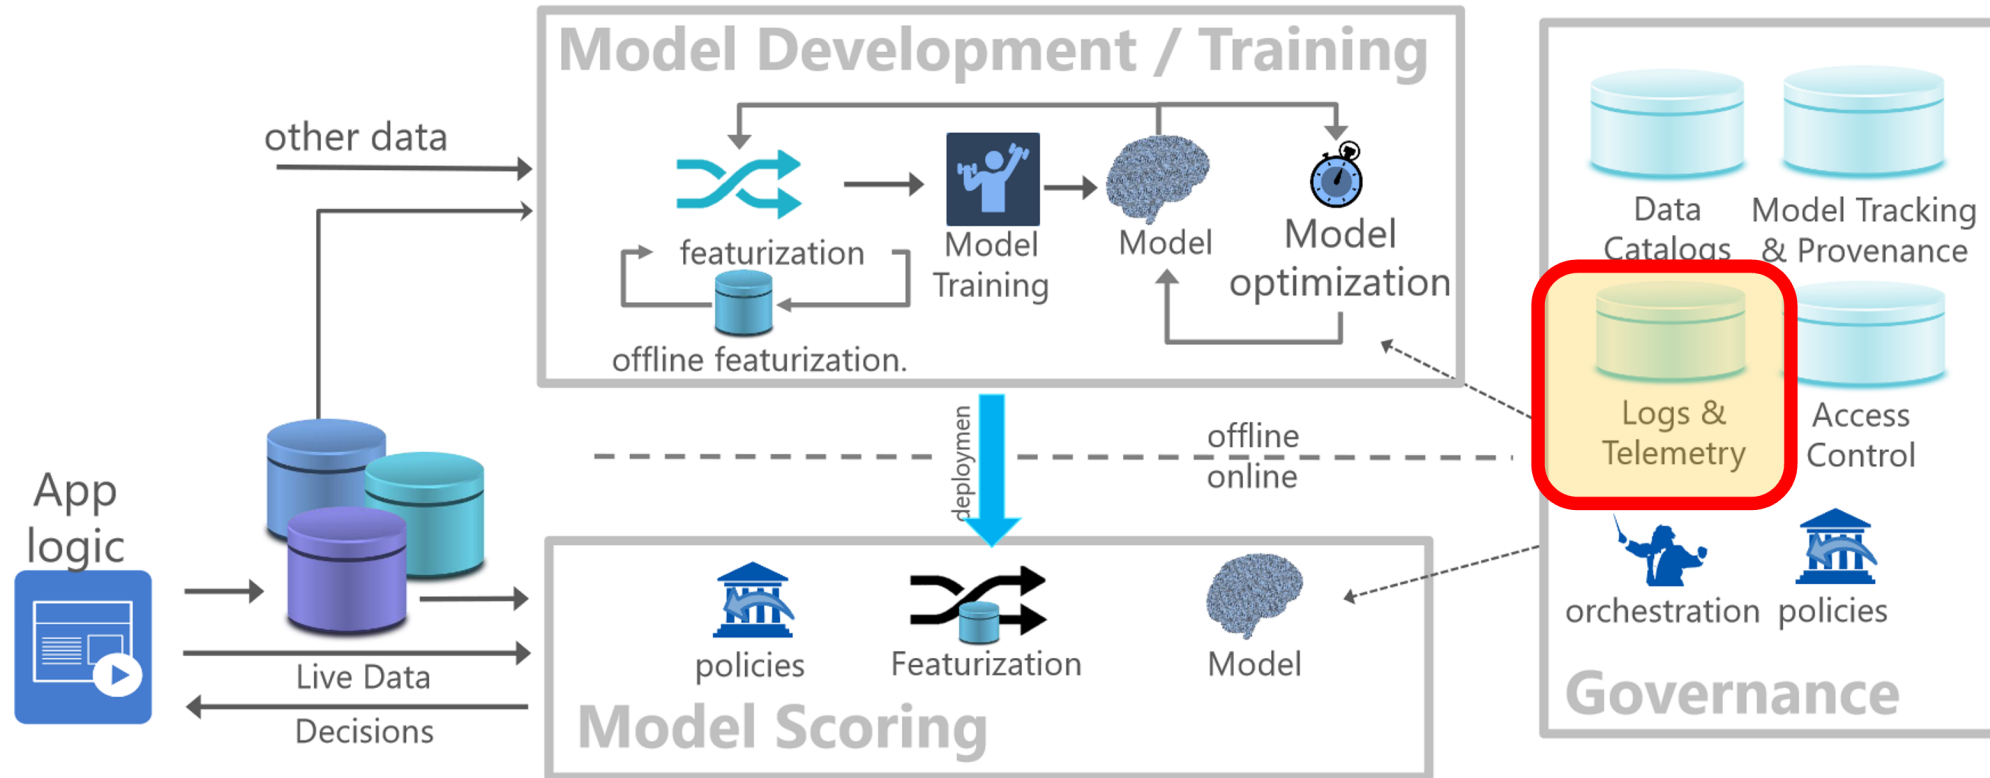 Model Development / Training
other data
featurization
Model
Training
Model
Model
optimization
offline featurization.
Data
Catalogs
Model Tracking
& Provenance
Logs &
Telemetry
Access
Control
deploymen
offline
online
App
logic
orchestration
policies
Live Data
Decisions
policies
Featurization
Model
Model Scoring
Governance